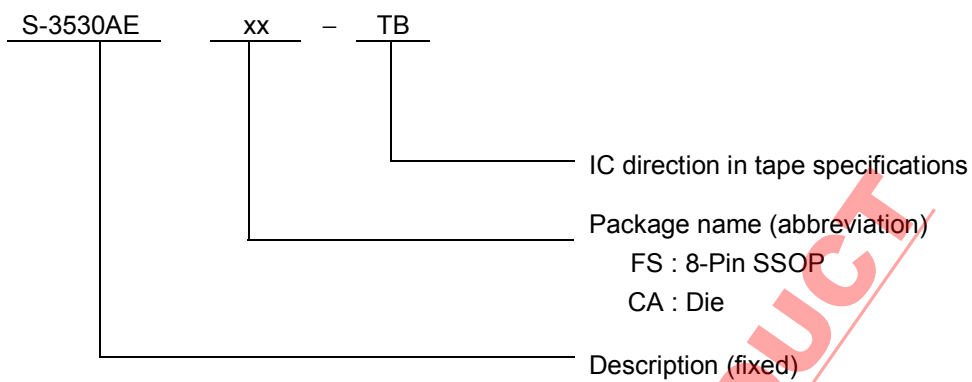 S-3530AE xx – TB
IC direction in tape specifications
Package name (abbreviation)
FS : 8-Pin SSOP
CA : Die
Description (fixed)